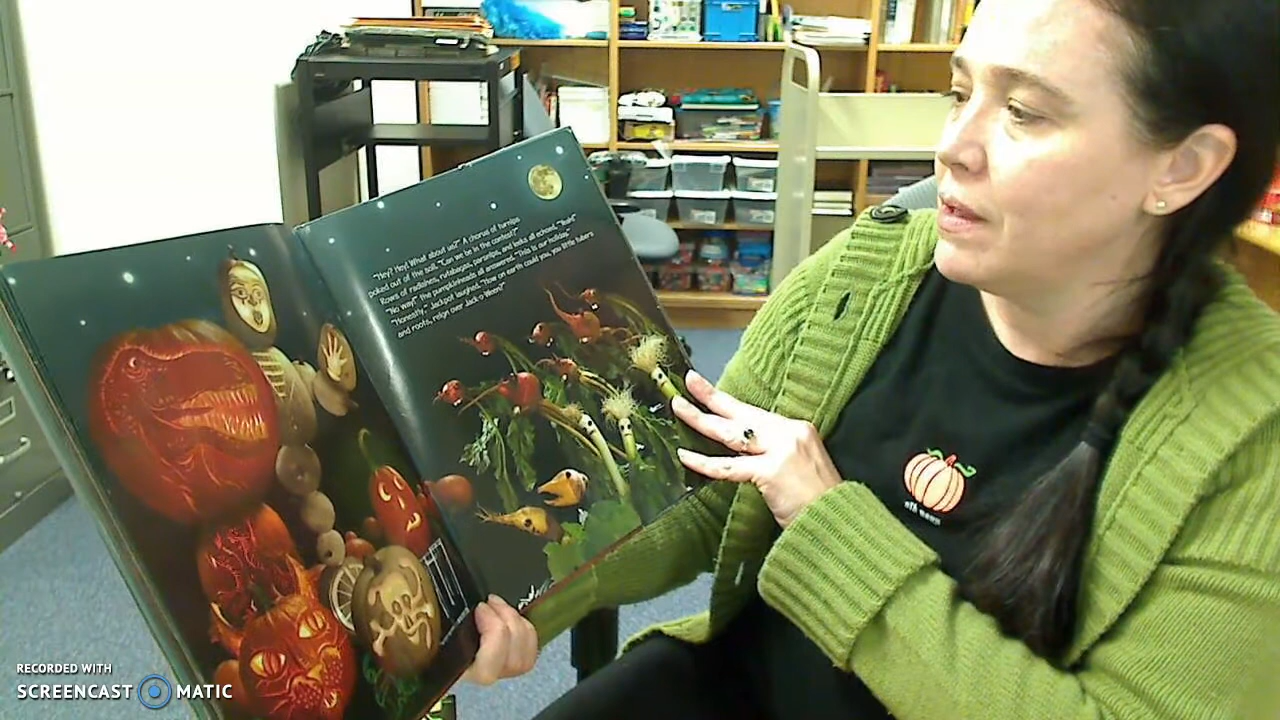 "Hey? Hey! What about us?" A chorus of turnips
poked out of the soil. "Can we be in the contest?"
Rows of radishes, rutabagas, parsnips, and leeks all echoed, "Yeah!"
"No way!" the pumpkinheads all answered. "This is our holiday."
"Honestly," Jackpot laughed. "How on earth could you, you little tubers
and roots, reign over Jack-o-Ween?"
RECORDED WITH
SCREENCAST MATIC